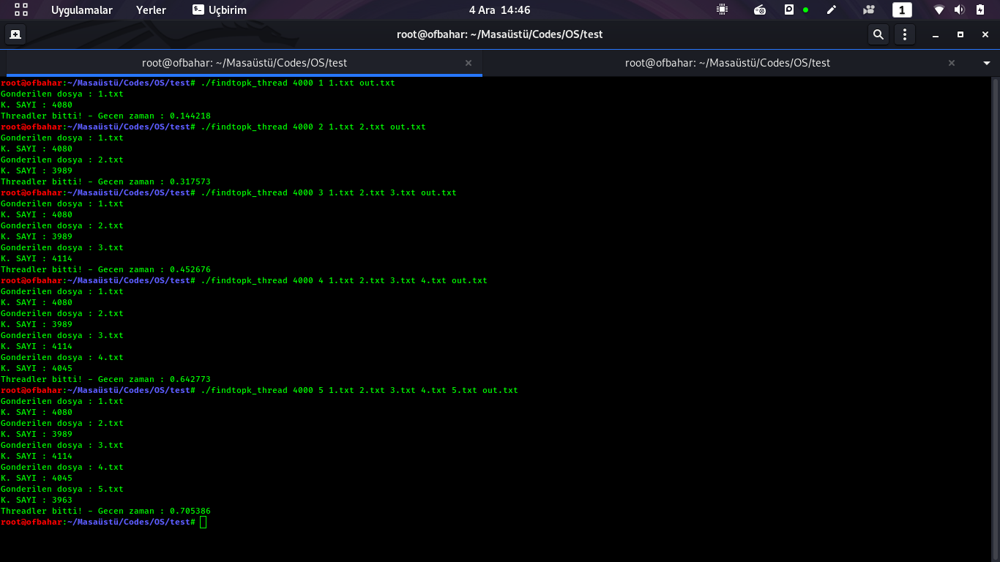 Uygulamalar Yerler Uçbirim 4 Ara 14:46 1
root@ofbahar: ~/Masaüstü/Codes/OS/test
root@ofbahar: ~/Masaüstü/Codes/OS/test root@ofbahar: ~/Masaüstü/Codes/OS/test
root@ofbahar:~/Masaüstü/Codes/OS/test# ./findtopk_thread 4000 1 1.txt out.txt
Gonderilen dosya : 1.txt
K. SAYI : 4080
Threadler bitti! - Gecen zaman : 0.144218
root@ofbahar:~/Masaüstü/Codes/OS/test# ./findtopk_thread 4000 2 1.txt 2.txt out.txt
Gonderilen dosya : 1.txt
K. SAYI : 4080
Gonderilen dosya : 2.txt
K. SAYI : 3989
Threadler bitti! - Gecen zaman : 0.317573
root@ofbahar:~/Masaüstü/Codes/OS/test# ./findtopk_thread 4000 3 1.txt 2.txt 3.txt out.txt
Gonderilen dosya : 1.txt
K. SAYI : 4080
Gonderilen dosya : 2.txt
K. SAYI : 3989
Gonderilen dosya : 3.txt
K. SAYI : 4114
Threadler bitti! - Gecen zaman : 0.452676
root@ofbahar:~/Masaüstü/Codes/OS/test# ./findtopk_thread 4000 4 1.txt 2.txt 3.txt 4.txt out.txt
Gonderilen dosya : 1.txt
K. SAYI : 4080
Gonderilen dosya : 2.txt
K. SAYI : 3989
Gonderilen dosya : 3.txt
K. SAYI : 4114
Gonderilen dosya : 4.txt
K. SAYI : 4045
Threadler bitti! - Gecen zaman : 0.642773
root@ofbahar:~/Masaüstü/Codes/OS/test# ./findtopk_thread 4000 5 1.txt 2.txt 3.txt 4.txt 5.txt out.txt
Gonderilen dosya : 1.txt
K. SAYI : 4080
Gonderilen dosya : 2.txt
K. SAYI : 3989
Gonderilen dosya : 3.txt
K. SAYI : 4114
Gonderilen dosya : 4.txt
K. SAYI : 4045
Gonderilen dosya : 5.txt
K. SAYI : 3963
Threadler bitti! - Gecen zaman : 0.705386
root@ofbahar:~/Masaüstü/Codes/OS/test#